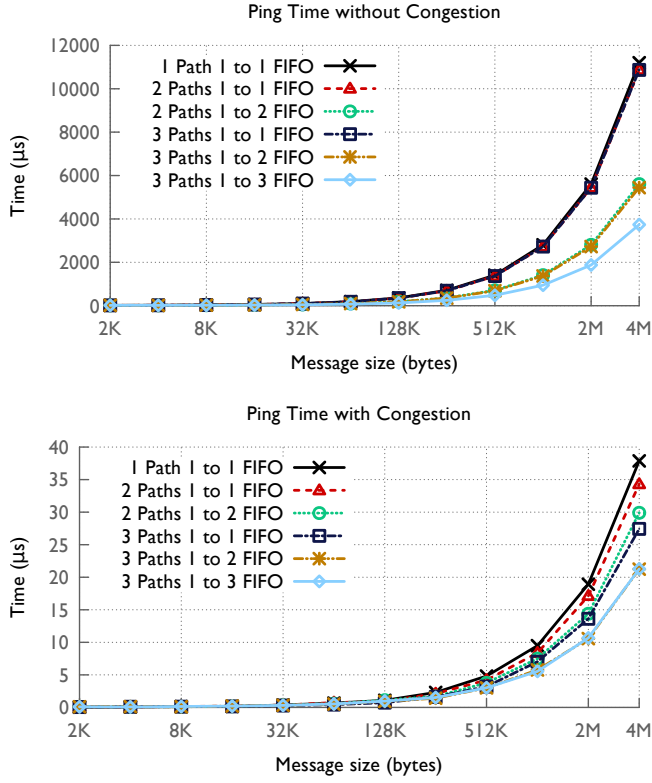 Ping Time without Congestion
12000
10000
8000
6000
4000
2000
0
Time (µs)
1 Path 1 to 1 FIFO
2 Paths 1 to 1 FIFO
2 Paths 1 to 2 FIFO
3 Paths 1 to 1 FIFO
3 Paths 1 to 2 FIFO
3 Paths 1 to 3 FIFO
2K 8K 32K 128K 512K 2M 4M
Message size (bytes)
Ping Time with Congestion
40
35
30
25
20
15
10
5
0
Time (µs)
1 Path 1 to 1 FIFO
2 Paths 1 to 1 FIFO
2 Paths 1 to 2 FIFO
3 Paths 1 to 1 FIFO
3 Paths 1 to 2 FIFO
3 Paths 1 to 3 FIFO
2K 8K 32K 128K 512K 2M 4M
Message size (bytes)